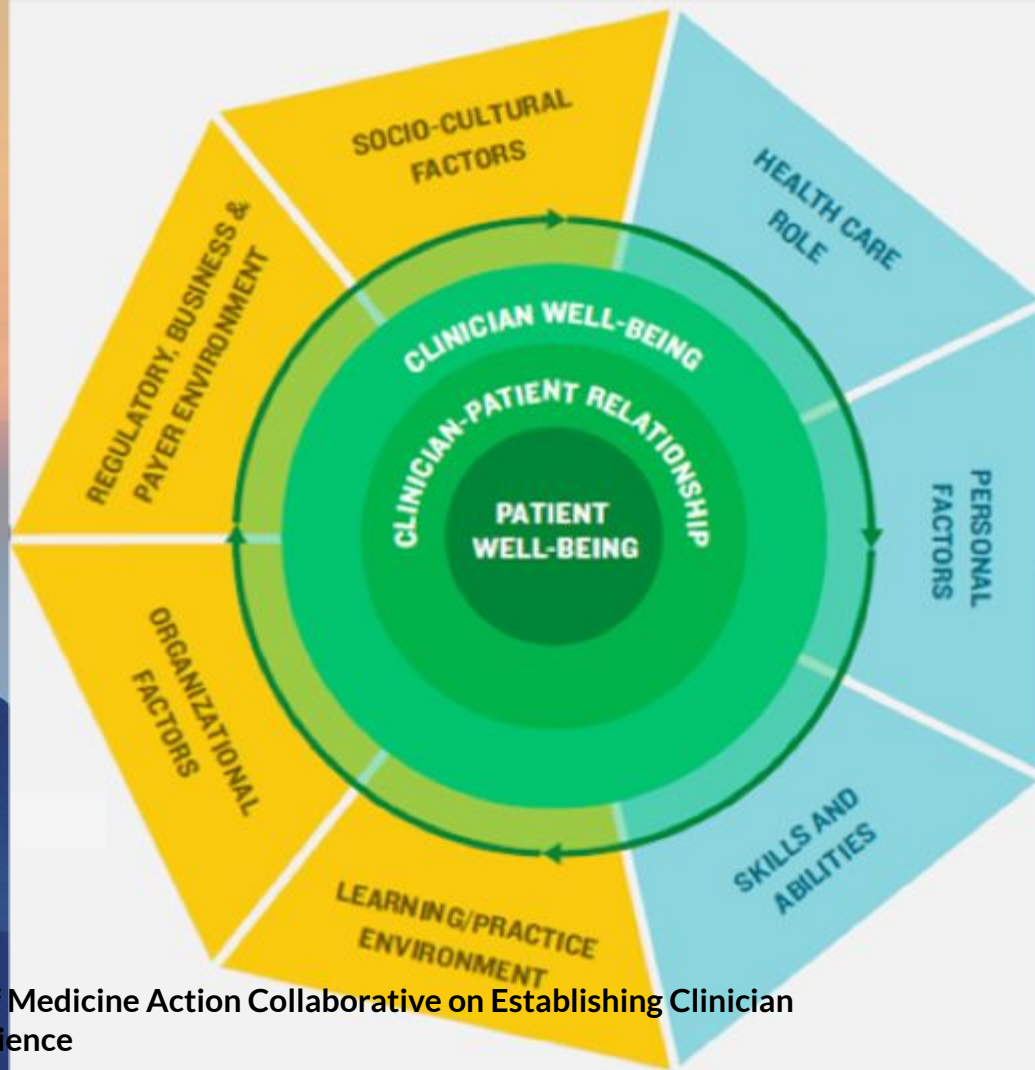 SOCIO-CULTURAL
FACTORS
HEALTH CARE
ROLE
REGULATORY, BUSINESS &
PAYER ENVIRONMENT
CLINICIAN WELL-BEING
CLINICIAN-PATIENT RELATIONSHIP
PATIENT
WELL-BEING
PERSONAL
FACTORS
ORGANIZATIONAL
FACTORS
SKILLS AND
ABILITIES
LEARNING/PRACTICE
ENVIRONMENT
Medicine Action Collaborative on Establishing Clinician